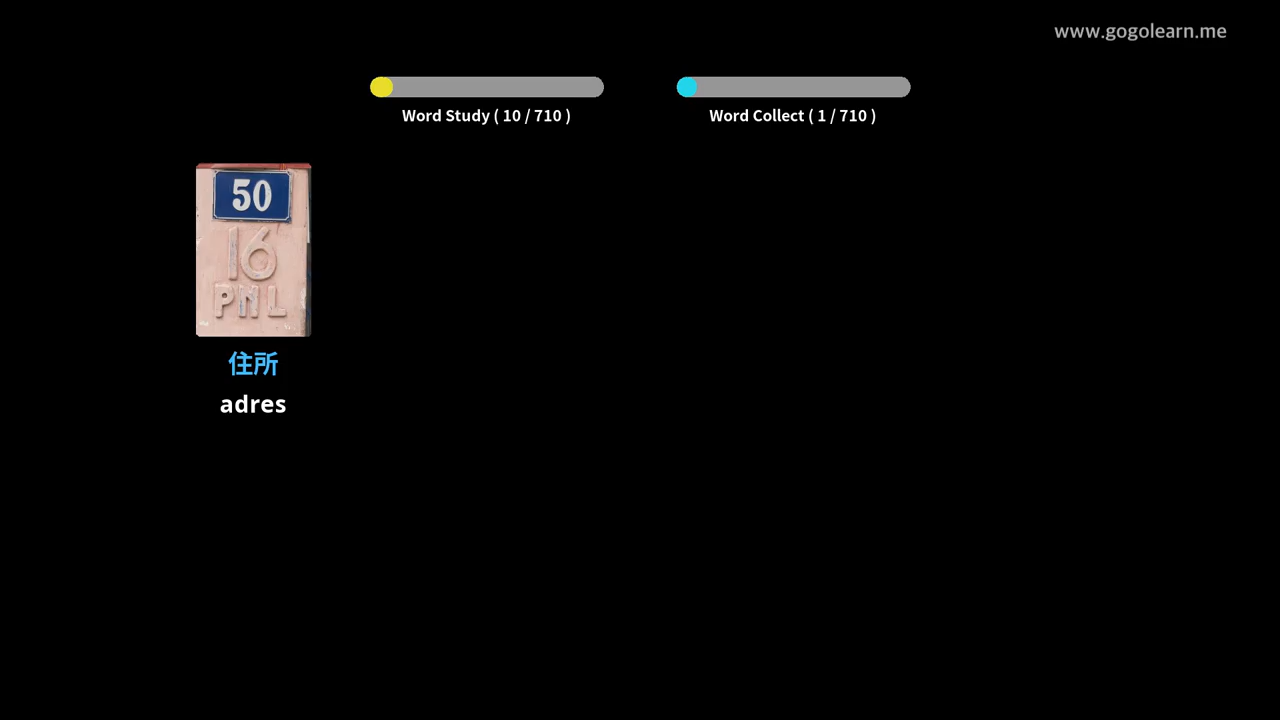 www.gogolearn.me
Word Study ( 10 / 710 )
Word Collect ( 1 / 710 )
50
16
PNL
住所
adres